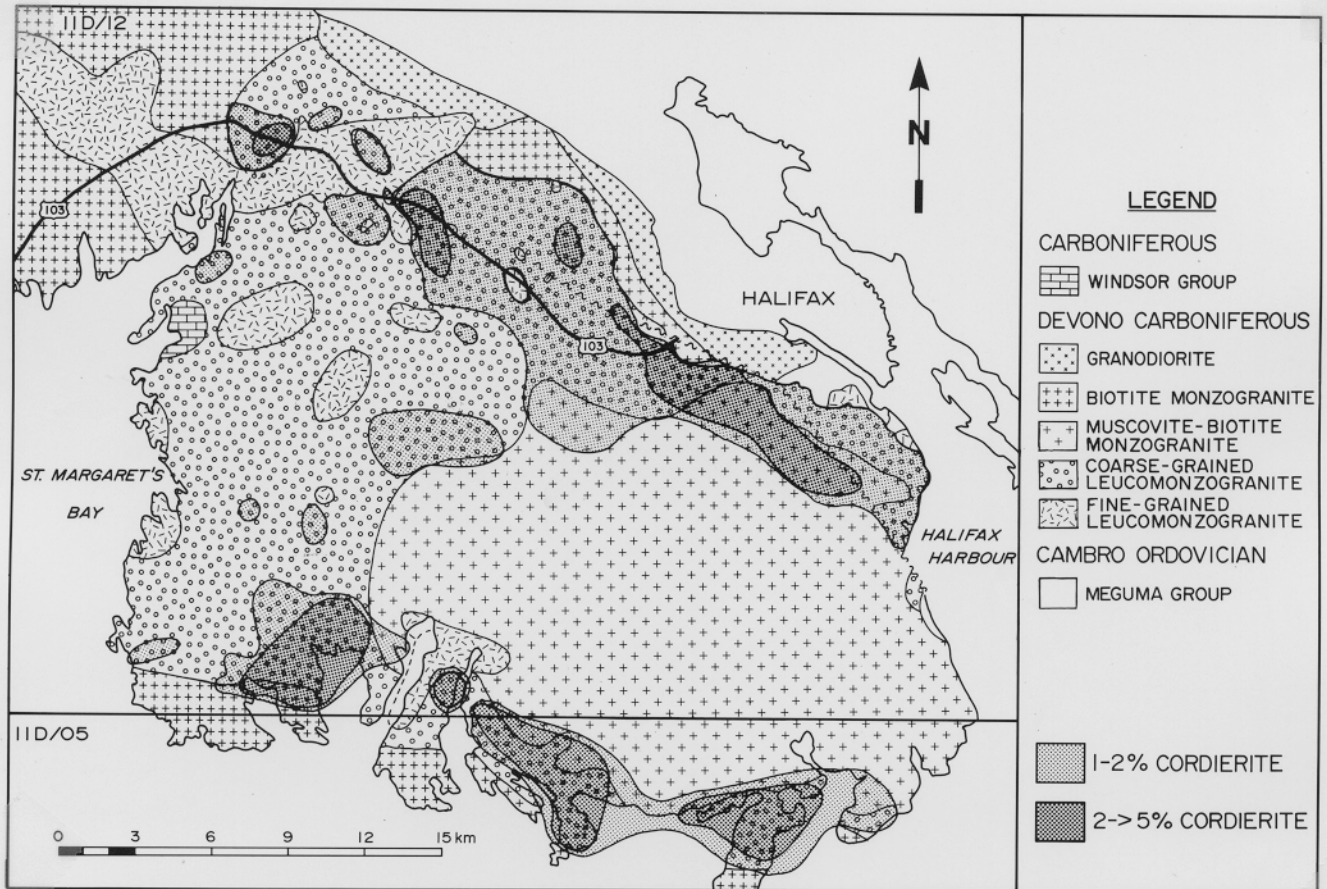 11D/12
N
103
HALIFAX
103
ST. MARGARET'S
BAY
HALIFAX
HARBOUR
11D/05
0 3 6 9 12 15 km
LEGEND
CARBONIFEROUS
WINDSOR GROUP
DEVONO CARBONIFEROUS
GRANODIORITE
BIOTITE MONZOGRANITE
MUSCOVITE-BIOTITE
MONZOGRANITE
COARSE-GRAINED
LEUCOMONZOGRANITE
FINE-GRAINED
LEUCOMONZOGRANITE
CAMBRO ORDOVICIAN
MEGUMA GROUP
1-2% CORDIERITE
2->5% CORDIERITE